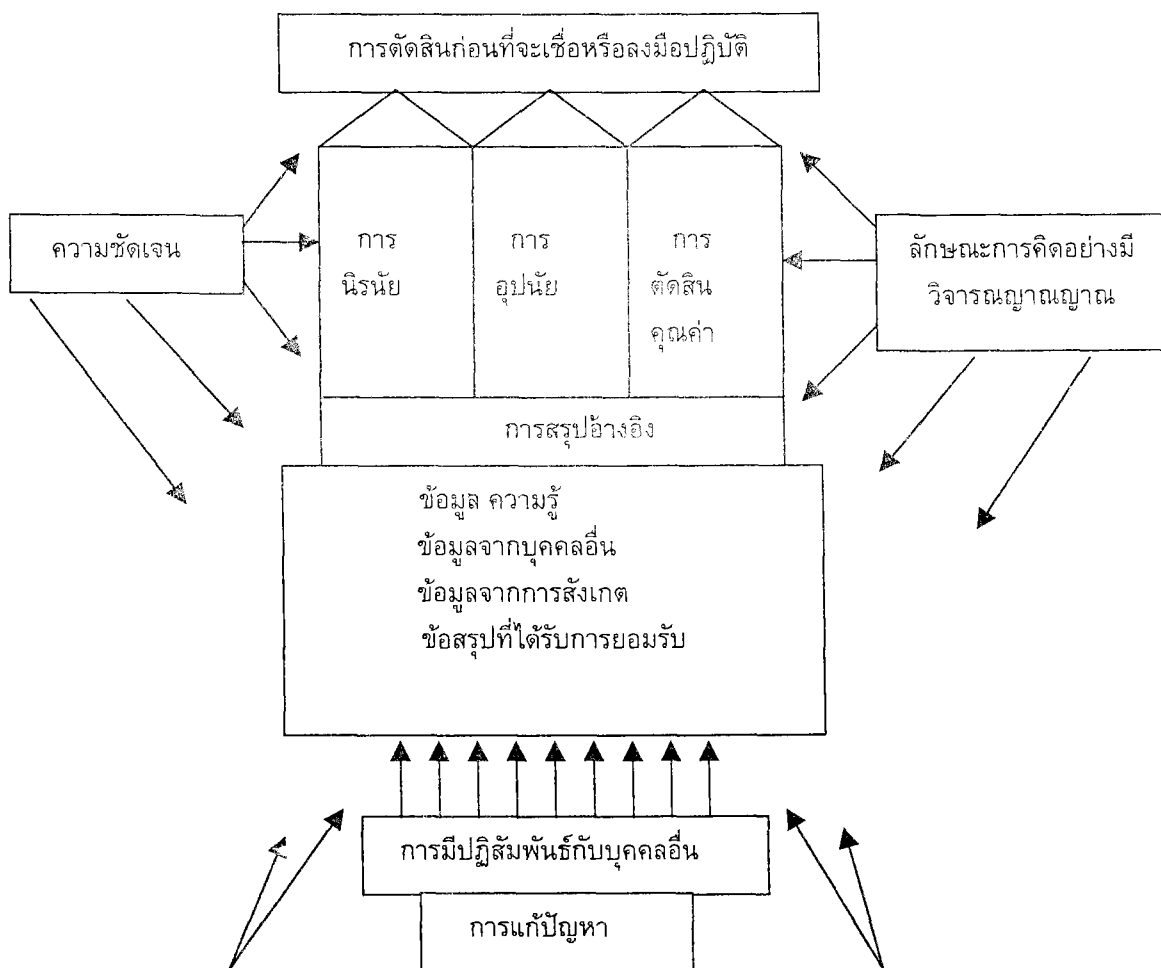 การตัดสินก่อนที่จะเชื่อหรือลงมือปฏิบัติ
ความชัดเจน
การ
นิรนัย
การ
อุปนัย
การ
ตัดสิน
คุณค่า
ลักษณะการคิดอย่างมี
วิจารณญาณญาณ
การสรุปอ้างอิง
ข้อมูล ความรู้
ข้อมูลจากบุคคลอื่น
ข้อมูลจากการสังเกต
ข้อสรุปที่ได้รับการยอมรับ
การมีปฏิสัมพันธ์กับบุคคลอื่น
การแก้ปัญหา